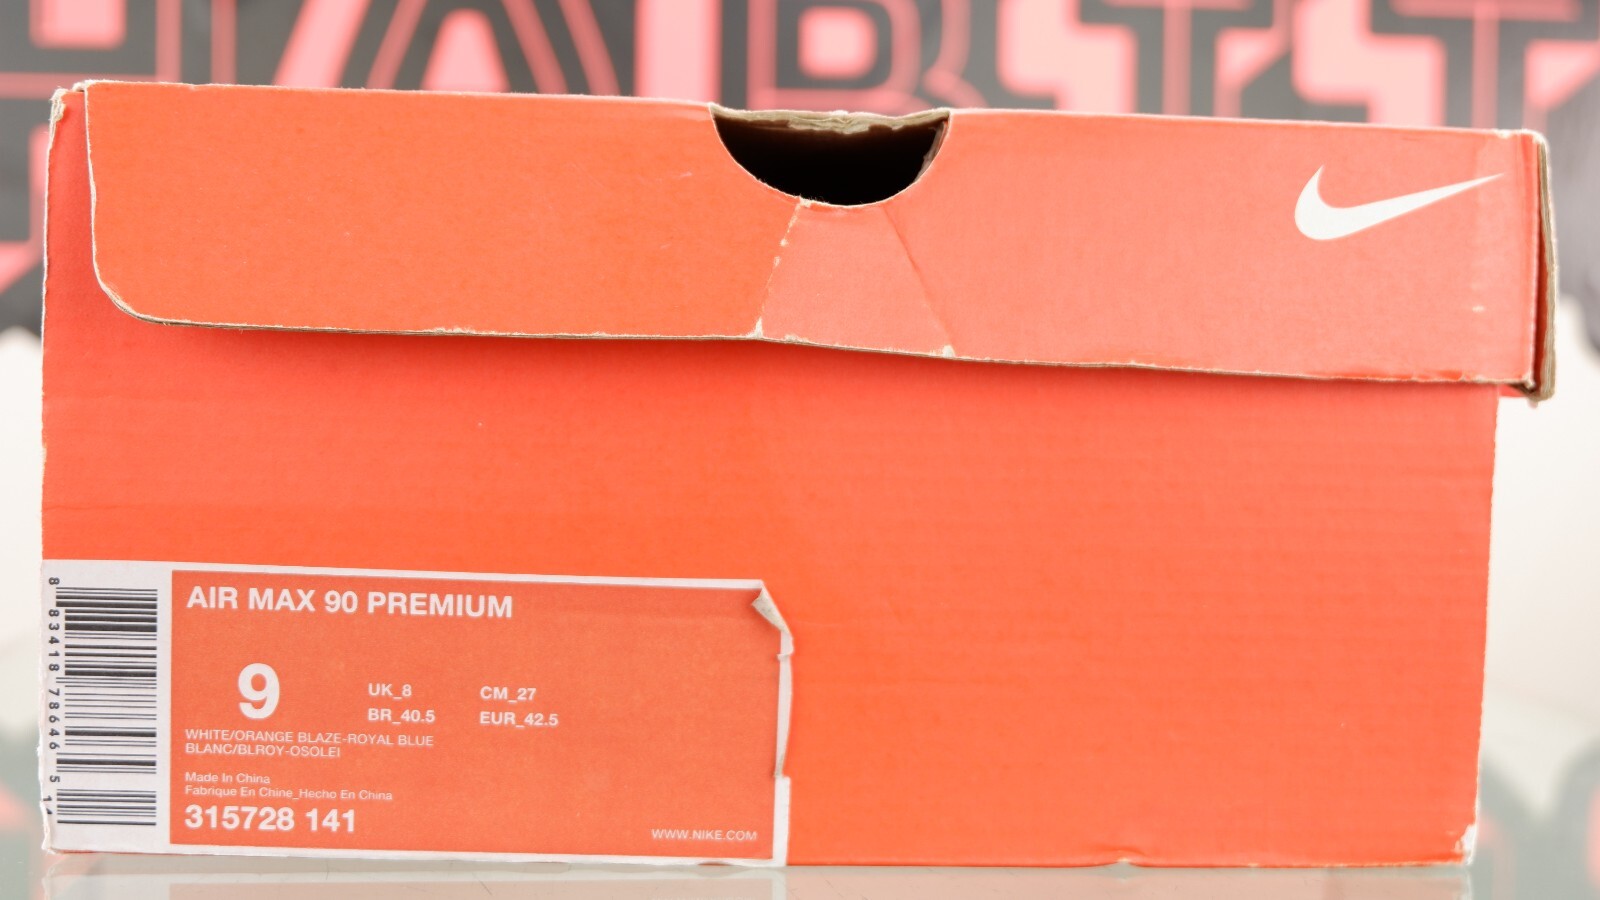 AIR MAX 90 PREMIUM
9
UK_8 CM_27
BR_40.5 EUR_42.5
WHITE/ORANGE BLAZE-ROYAL BLUE
BLANC/BLROY-OSOLEI
Made In China
Fabrique En Chine_Hecho En China
315728 141
WWW.NIKE.COM
8 83418 78646 5